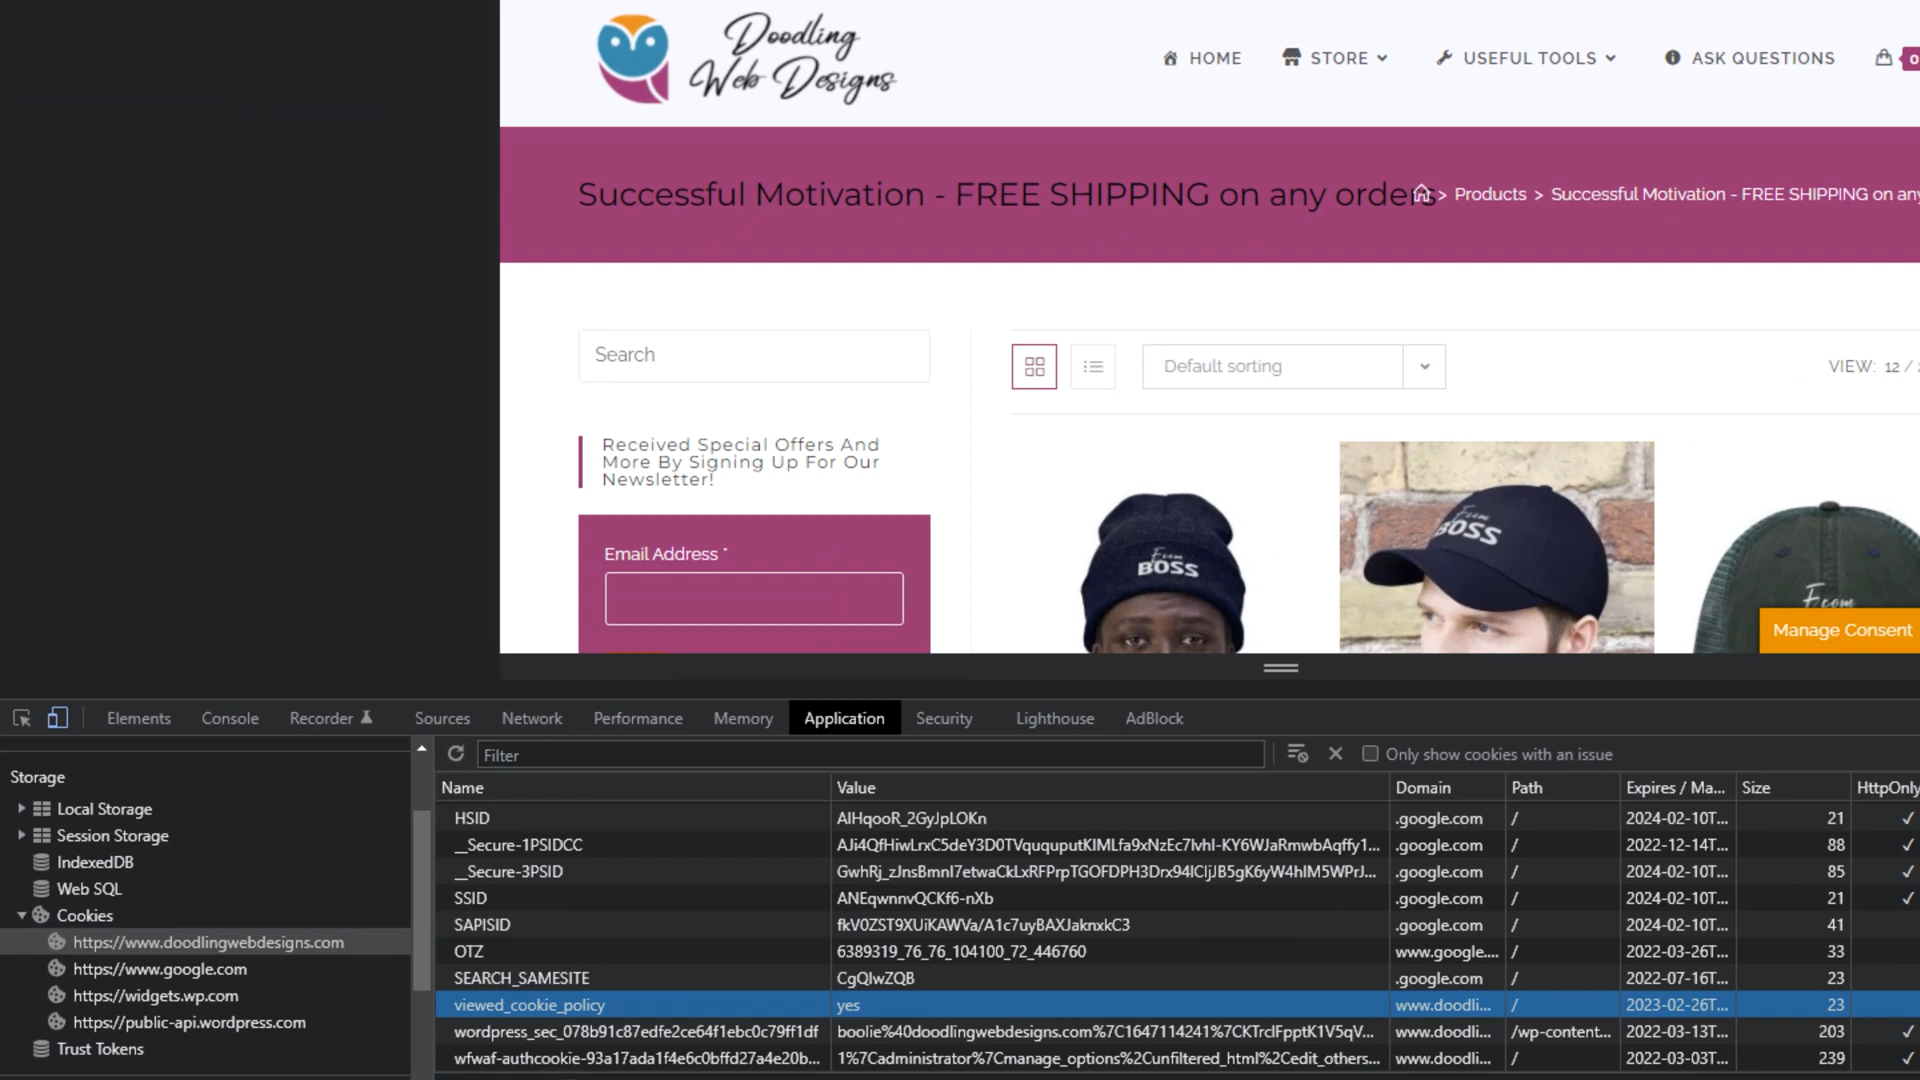 Doodling
Web Designs
HOME
STORE
USEFUL TOOLS
ASK QUESTIONS
0
Successful Motivation - FREE SHIPPING on any orders
> Products > Successful Motivation - FREE SHIPPING on any
Search
Default sorting
VIEW: 12 /
Received Special Offers And
More By Signing Up For Our
Newsletter!
Email Address *
Ecom
BOSS
Ecom
BOSS
Ecom
Manage Consent
Elements
Console
Recorder
Sources
Network
Performance
Memory
Application
Security
Lighthouse
AdBlock
Filter
Only show cookies with an issue
Storage
Local Storage
Session Storage
IndexedDB
Web SQL
Cookies
https://www.doodlingwebdesigns.com
https://www.google.com
https://widgets.wp.com
https://public-api.wordpress.com
Trust Tokens
Name Value Domain Path Expires / Ma... Size HttpOnly
HSID AlHqooR_2GyJpLOKn .google.com / 2024-02-10T... 21 ✓
__Secure-1PSIDCC AJi4QfHiwLrxC5deY3D0TVququputKIMLfa9xNzEc7lvhI-KY6WJaRmwbAqffy1... .google.com / 2022-12-14T... 88 ✓
__Secure-3PSID GwhRj_zJnsBmnI7etwaCkLxRFPrpTGOFDPH3Drx94lCljJB5gK6yW4hIM5WPrJ... .google.com / 2024-02-10T... 85 ✓
SSID ANEqwnnvQCKf6-nXb .google.com / 2024-02-10T... 21 ✓
SAPISID fkV0ZST9XUiKAWVa/A1c7uyBAXJaknxkC3 .google.com / 2024-02-10T... 41
OTZ 6389319_76_76_104100_72_446760 www.google.... / 2022-03-26T... 33
SEARCH_SAMESITE CgQIwZQB .google.com / 2022-07-16T... 23
viewed_cookie_policy yes www.doodli... / 2023-02-26T... 23
wordpress_sec_078b91c87edfe2ce64f1ebc0c79ff1df boolie%40doodlingwebdesigns.com%7C1647114241%7CKTrclFpptK1V5qV... www.doodli... /wp-content... 2022-03-13T... 203 ✓
wfwaf-authcookie-93a17ada1f4e6c0bffd27a4e20b... 1%7Cadministrator%7Cmanage_options%2Cunfiltered_html%2Cedit_others... www.doodli... / 2022-03-03T... 239 ✓